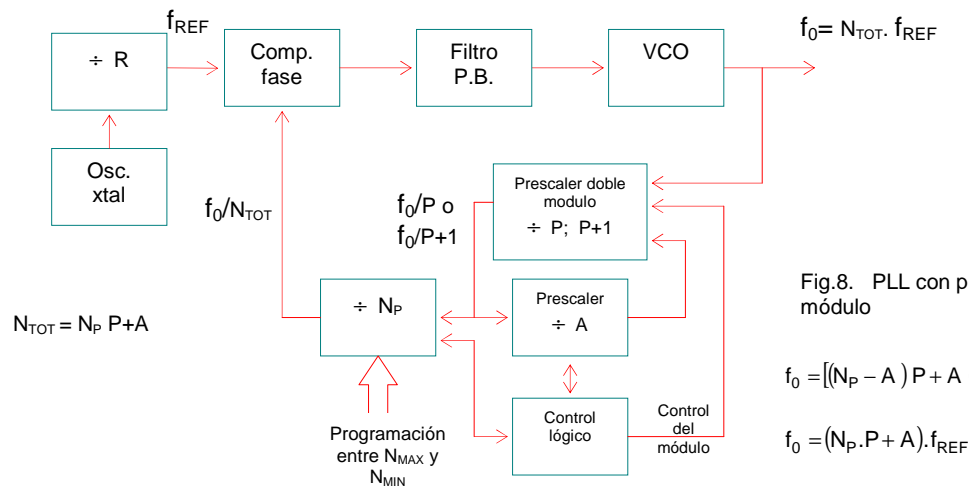 f_REF
f₀= N_TOT. f_REF
÷ R
Comp.
fase
Filtro
P.B.
VCO
Osc.
xtal
f₀/N_TOT
f₀/P o
f₀/P+1
Prescaler doble
modulo
÷ P; P+1
÷ N_P
Prescaler
÷ A
Fig.8. PLL con p
módulo
N_TOT = N_P P+A
f₀ =[(N_P – A ) P + A
Control
lógico
Control
del
módulo
f₀ = (N_P.P + A).f_REF
Programación
entre N_MAX y
N_MIN